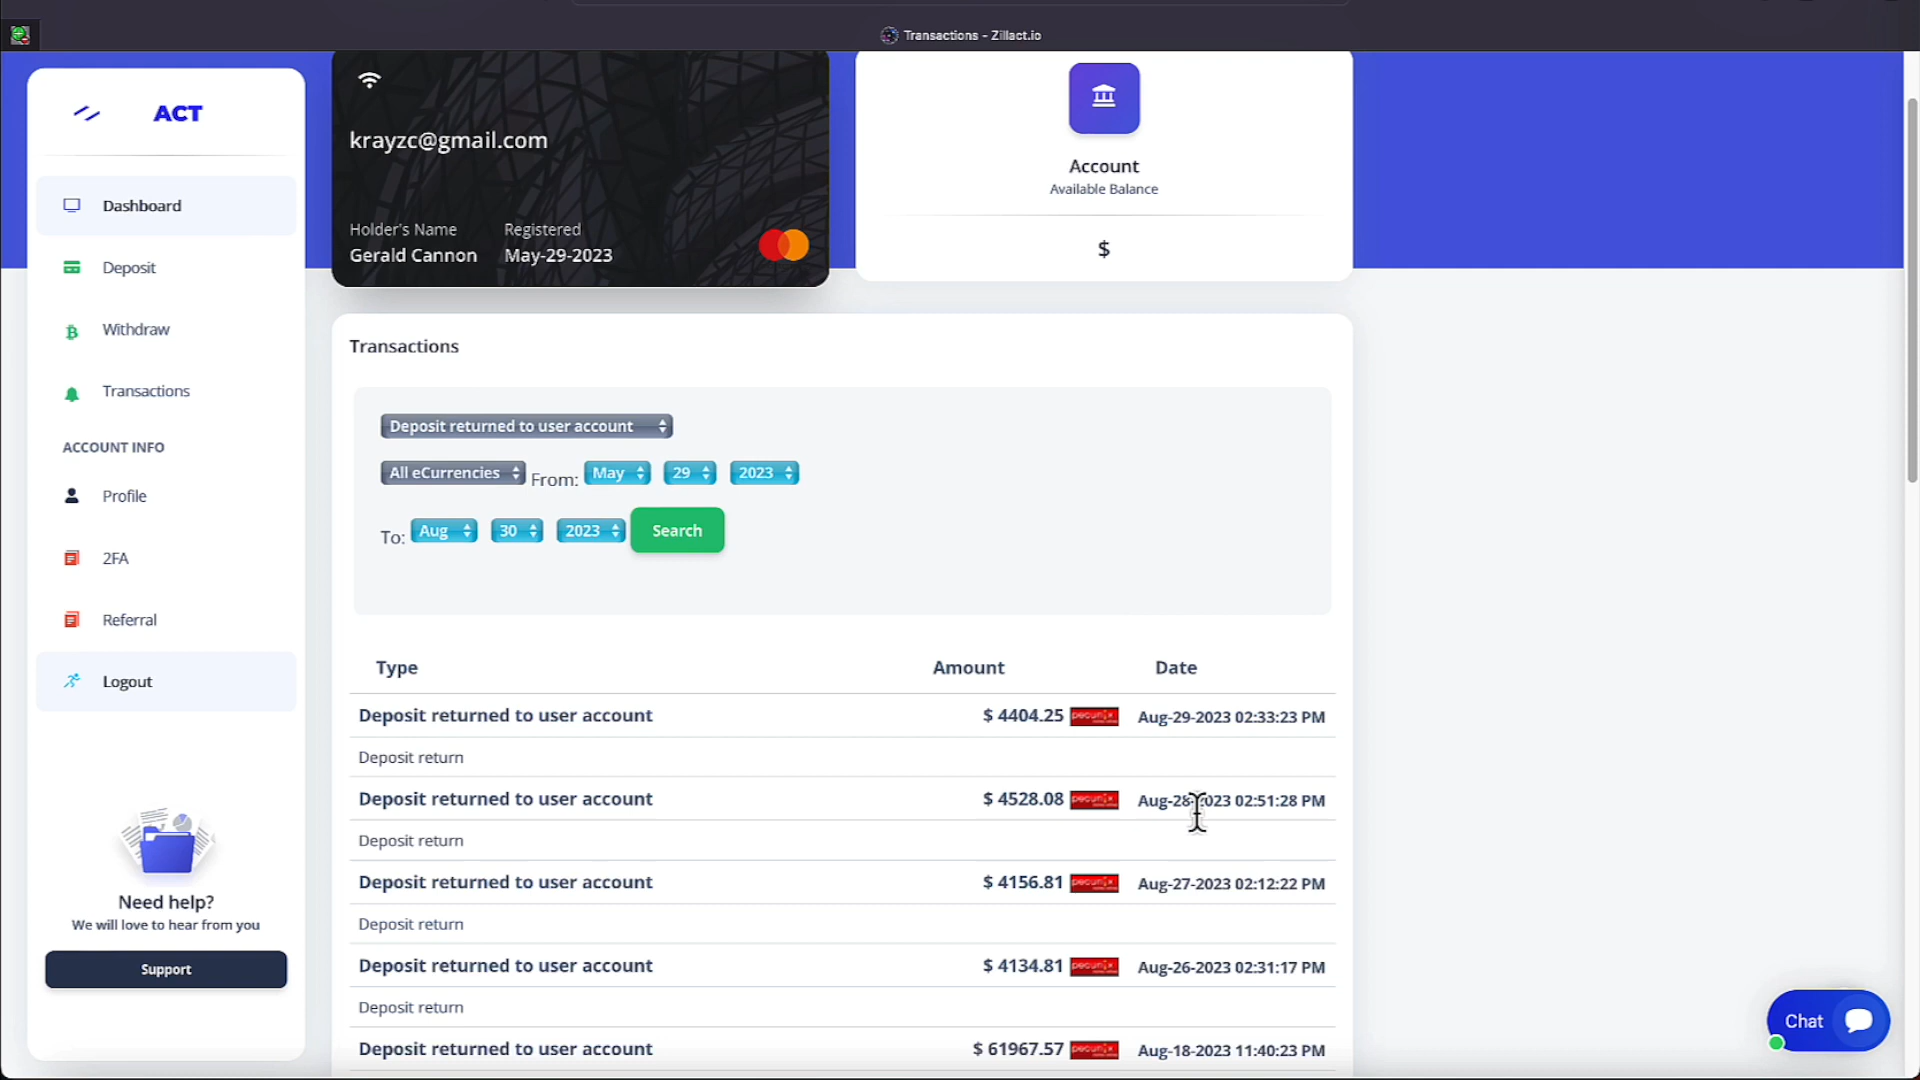 Transactions - Zillact.io
ACT
Dashboard
Deposit
Withdraw
Transactions
ACCOUNT INFO
Profile
2FA
Referral
Logout
Need help?
We will love to hear from you
Support
krayzc@gmail.com
Holder's Name
Registered
Gerald Cannon
May-29-2023
Account
Available Balance
$
Transactions
Deposit returned to user account
All eCurrencies From: May 29 2023
To: Aug 30 2023 Search
Type Amount Date
Deposit returned to user account $ 4404.25 pecunix Aug-29-2023 02:33:23 PM
Deposit return
Deposit returned to user account $ 4528.08 pecunix Aug-28-2023 02:51:28 PM
Deposit return
Deposit returned to user account $ 4156.81 pecunix Aug-27-2023 02:12:22 PM
Deposit return
Deposit returned to user account $ 4134.81 pecunix Aug-26-2023 02:31:17 PM
Deposit return
Deposit returned to user account $ 61967.57 pecunix Aug-18-2023 11:40:23 PM
Chat